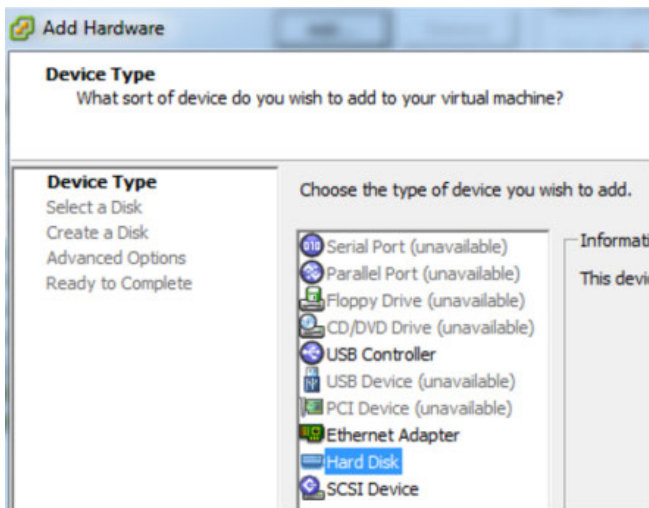 Add Hardware
Device Type
What sort of device do you wish to add to your virtual machine?
Device Type
Select a Disk
Create a Disk
Advanced Options
Ready to Complete
Choose the type of device you wish to add.
Serial Port (unavailable)
Parallel Port (unavailable)
Floppy Drive (unavailable)
CD/DVD Drive (unavailable)
USB Controller
USB Device (unavailable)
PCI Device (unavailable)
Ethernet Adapter
Hard Disk
SCSI Device
Informati
This devi